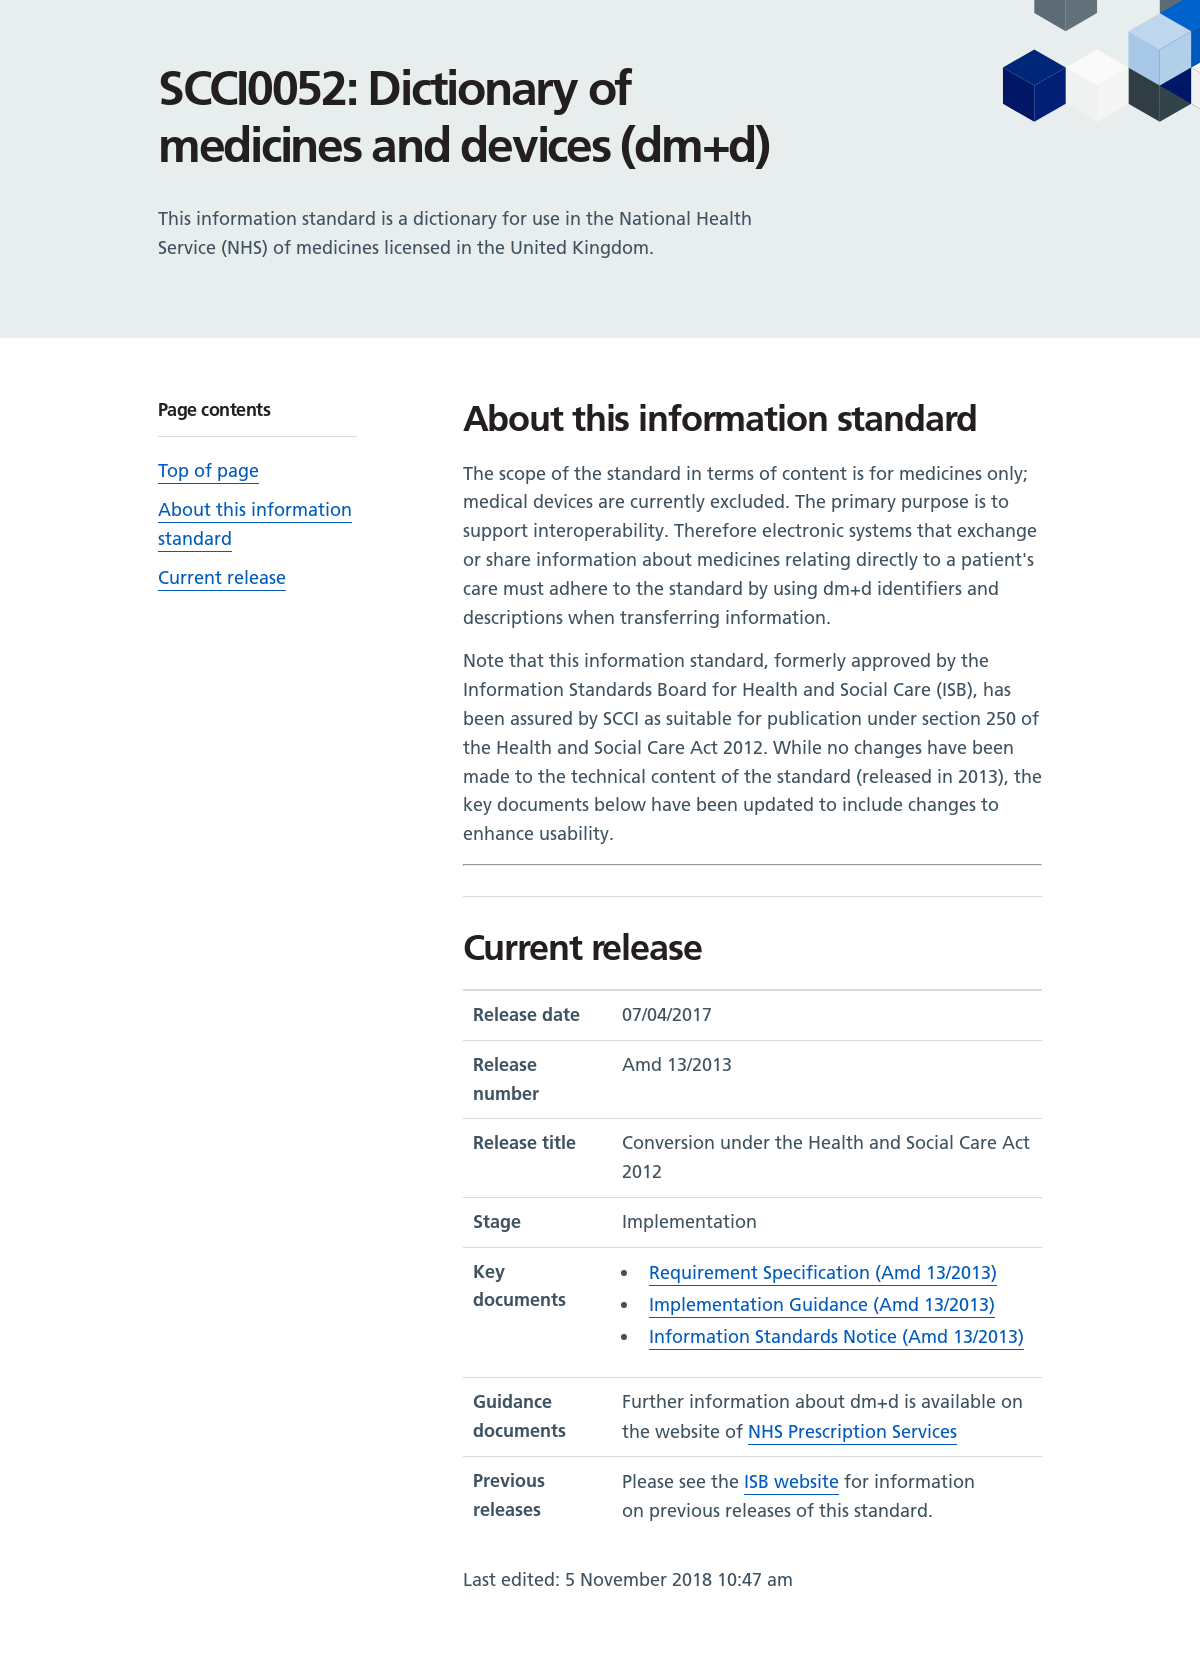 SCCI0052: Dictionary of
medicines and devices (dm+d)
This information standard is a dictionary for use in the National Health
Service (NHS) of medicines licensed in the United Kingdom.
Page contents
Top of page
About this information
standard
Current release
About this information standard
The scope of the standard in terms of content is for medicines only;
medical devices are currently excluded. The primary purpose is to
support interoperability. Therefore electronic systems that exchange
or share information about medicines relating directly to a patient's
care must adhere to the standard by using dm+d identifiers and
descriptions when transferring information.
Note that this information standard, formerly approved by the
Information Standards Board for Health and Social Care (ISB), has
been assured by SCCI as suitable for publication under section 250 of
the Health and Social Care Act 2012. While no changes have been
made to the technical content of the standard (released in 2013), the
key documents below have been updated to include changes to
enhance usability.
Current release
Release date 07/04/2017
Release Amd 13/2013
number
Release title Conversion under the Health and Social Care Act
2012
Stage Implementation
Key • Requirement Specification (Amd 13/2013)
documents • Implementation Guidance (Amd 13/2013)
• Information Standards Notice (Amd 13/2013)
Guidance Further information about dm+d is available on
documents the website of NHS Prescription Services
Previous Please see the ISB website for information
releases on previous releases of this standard.
Last edited: 5 November 2018 10:47 am